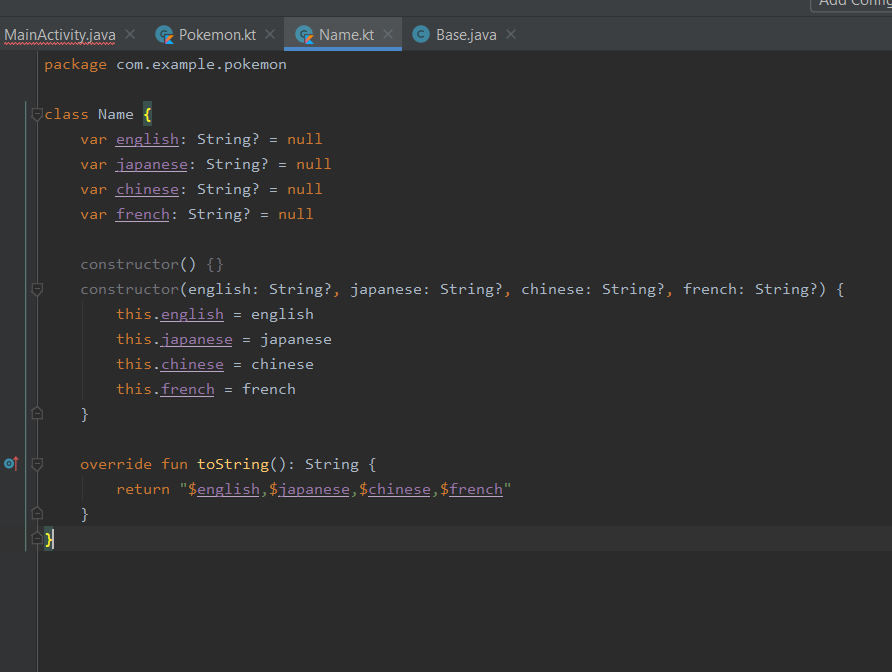 Add Config
MainActivity.java Pokemon.kt Name.kt Base.java
package com.example.pokemon
class Name {
var english: String? = null
var japanese: String? = null
var chinese: String? = null
var french: String? = null
constructor() {}
constructor(english: String?, japanese: String?, chinese: String?, french: String?) {
this.english = english
this.japanese = japanese
this.chinese = chinese
this.french = french
}
override fun toString(): String {
return "$english,$japanese,$chinese,$french"
}
}